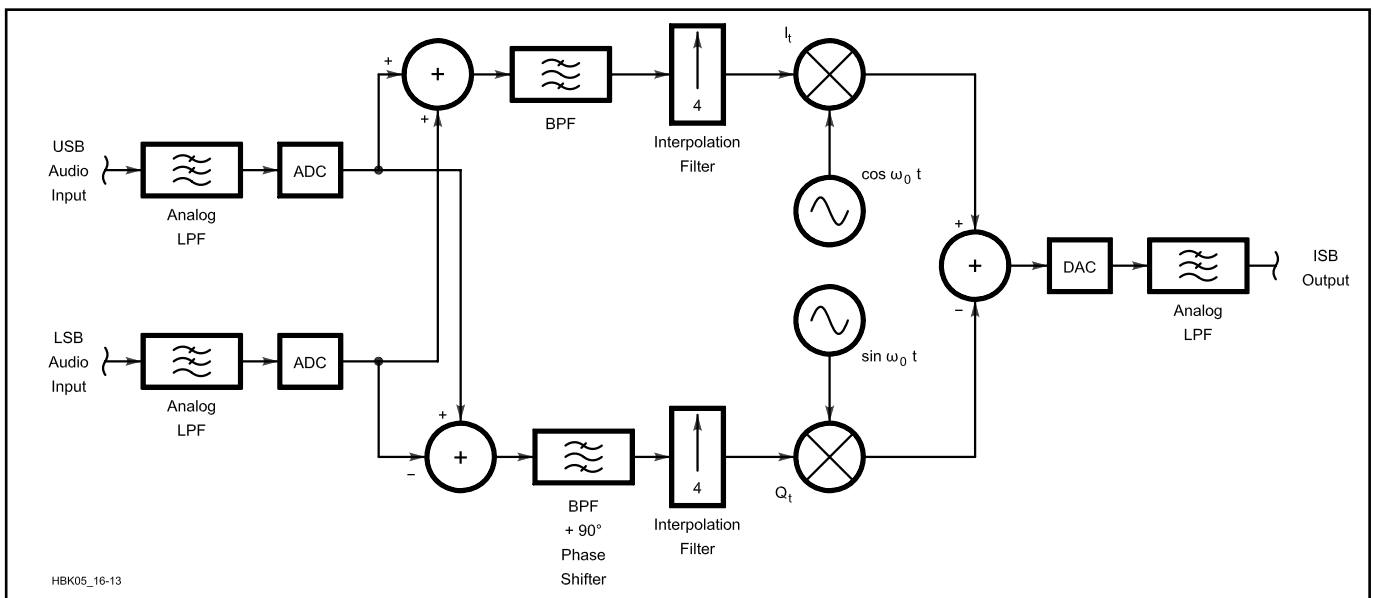 USB
Audio
Input
Analog
LPF
ADC
+
+
+
BPF
4
Interpolation
Filter
I_t
cos ω_0 t
LSB
Audio
Input
Analog
LPF
ADC
+
−
+
BPF
+ 90°
Phase
Shifter
4
Interpolation
Filter
Q_t
sin ω_0 t
+
−
+
DAC
Analog
LPF
ISB
Output
HBK05_16-13